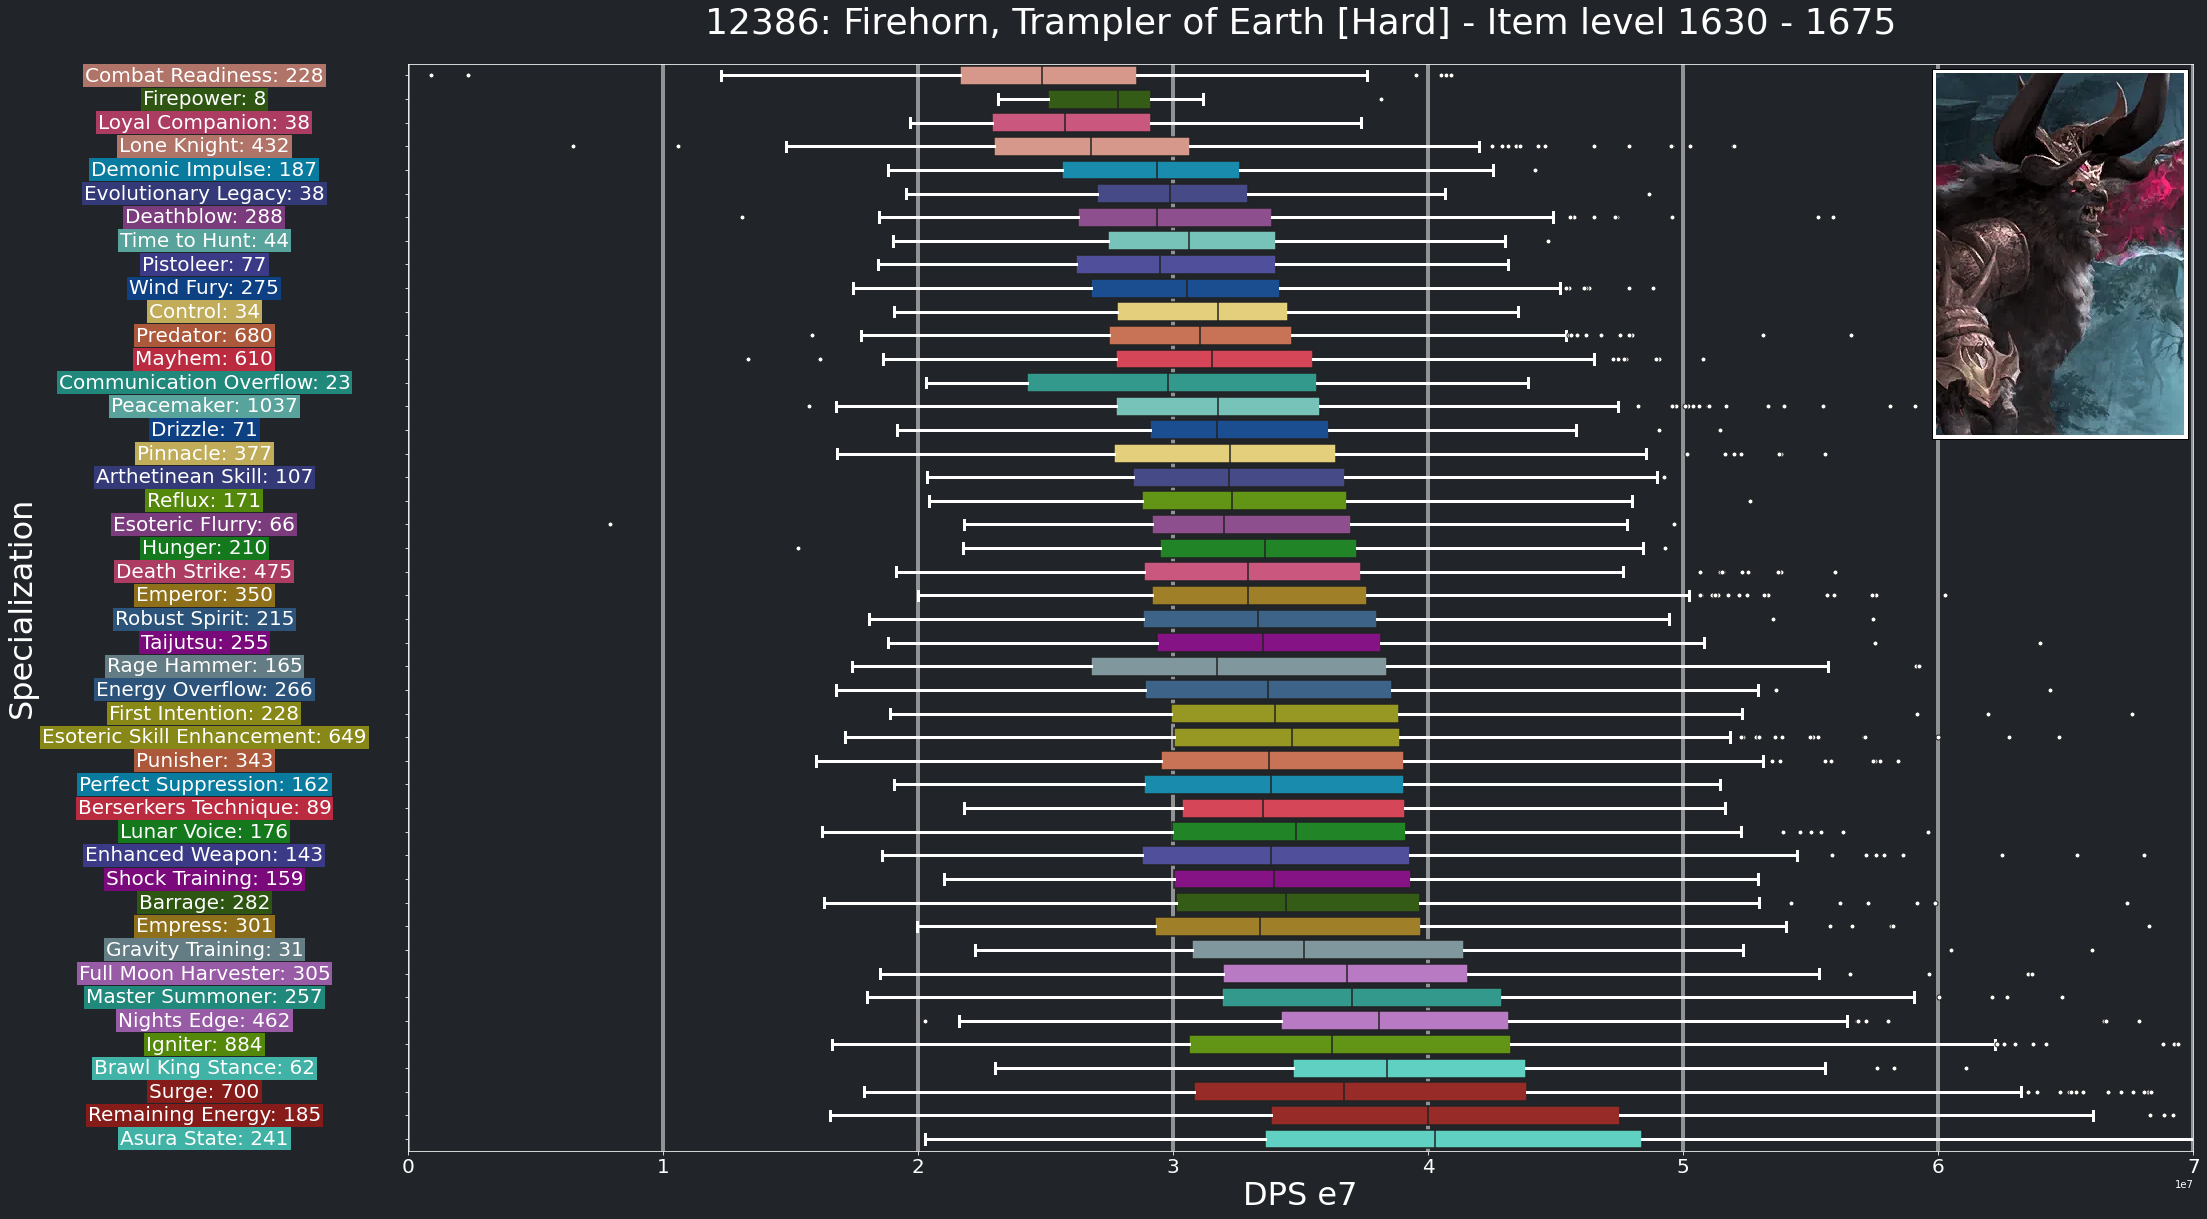 12386: Firehorn, Trampler of Earth [Hard] - Item level 1630 - 1675
Specialization
Combat Readiness: 228
Firepower: 8
Loyal Companion: 38
Lone Knight: 432
Demonic Impulse: 187
Evolutionary Legacy: 38
Deathblow: 288
Time to Hunt: 44
Pistoleer: 77
Wind Fury: 275
Control: 34
Predator: 680
Mayhem: 610
Communication Overflow: 23
Peacemaker: 1037
Drizzle: 71
Pinnacle: 377
Arthetinean Skill: 107
Reflux: 171
Esoteric Flurry: 66
Hunger: 210
Death Strike: 475
Emperor: 350
Robust Spirit: 215
Taijutsu: 255
Rage Hammer: 165
Energy Overflow: 266
First Intention: 228
Esoteric Skill Enhancement: 649
Punisher: 343
Perfect Suppression: 162
Berserkers Technique: 89
Lunar Voice: 176
Enhanced Weapon: 143
Shock Training: 159
Barrage: 282
Empress: 301
Gravity Training: 31
Full Moon Harvester: 305
Master Summoner: 257
Nights Edge: 462
Igniter: 884
Brawl King Stance: 62
Surge: 700
Remaining Energy: 185
Asura State: 241
0 1 2 3 4 5 6 7
1e7
DPS e7